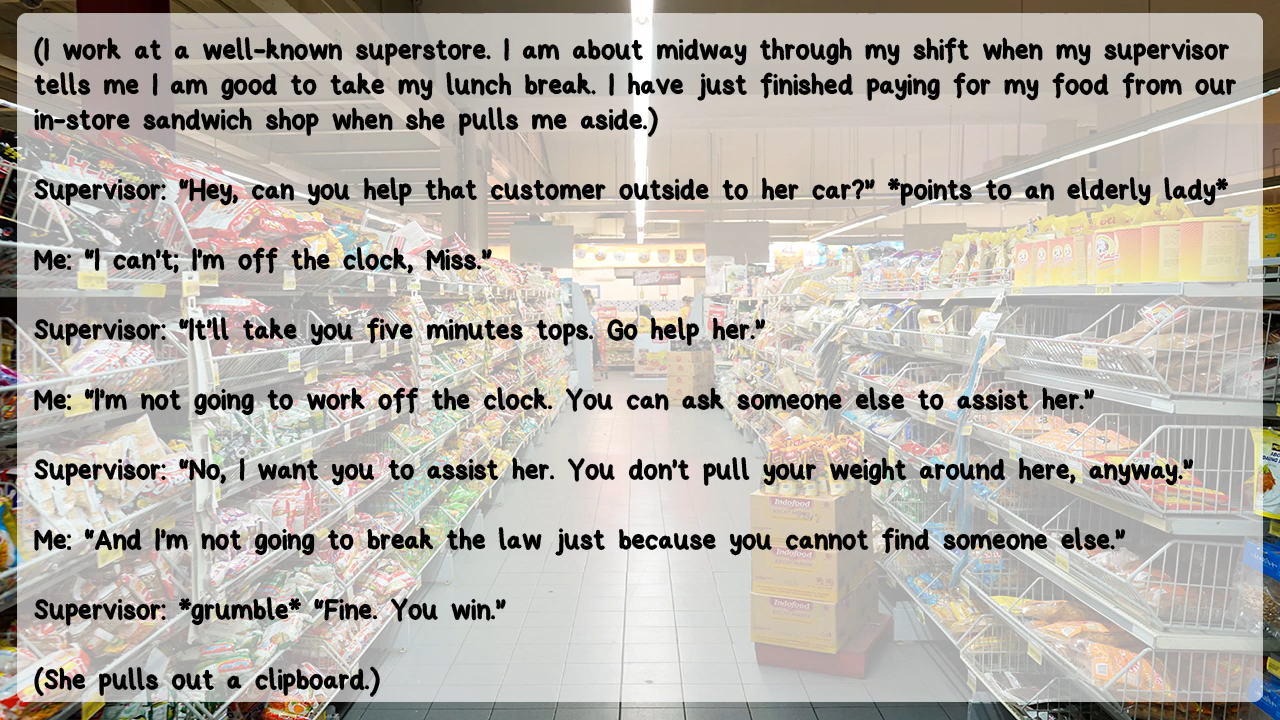 (I work at a well-known superstore. I am about midway through my shift when my supervisor
tells me I am good to take my lunch break. I have just finished paying for my food from our
in-store sandwich shop when she pulls me aside.)
Supervisor: "Hey, can you help that customer outside to her car?" *points to an elderly lady*
Me: "I can't; I'm off the clock, Miss."
Supervisor: "It'll take you five minutes tops. Go help her."
Me: "I'm not going to work off the clock. You can ask someone else to assist her."
Supervisor: "No, I want you to assist her. You don't pull your weight around here, anyway."
Me: "And I'm not going to break the law just because you cannot find someone else."
Supervisor: *grumble* "Fine. You win."
(She pulls out a clipboard.)
Indofood
Indofood
Indofood